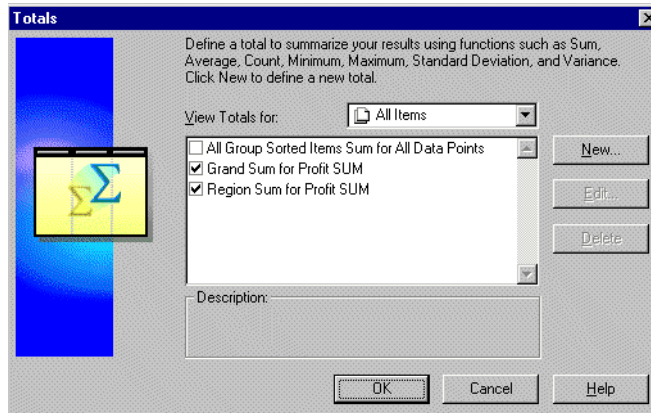 Totals
Define a total to summarize your results using functions such as Sum,
Average, Count, Minimum, Maximum, Standard Deviation, and Variance.
Click New to define a new total.
View Totals for:
All Items
All Group Sorted Items Sum for All Data Points
Grand Sum for Profit SUM
Region Sum for Profit SUM
New...
Edit...
Delete
Description:
OK
Cancel
Help